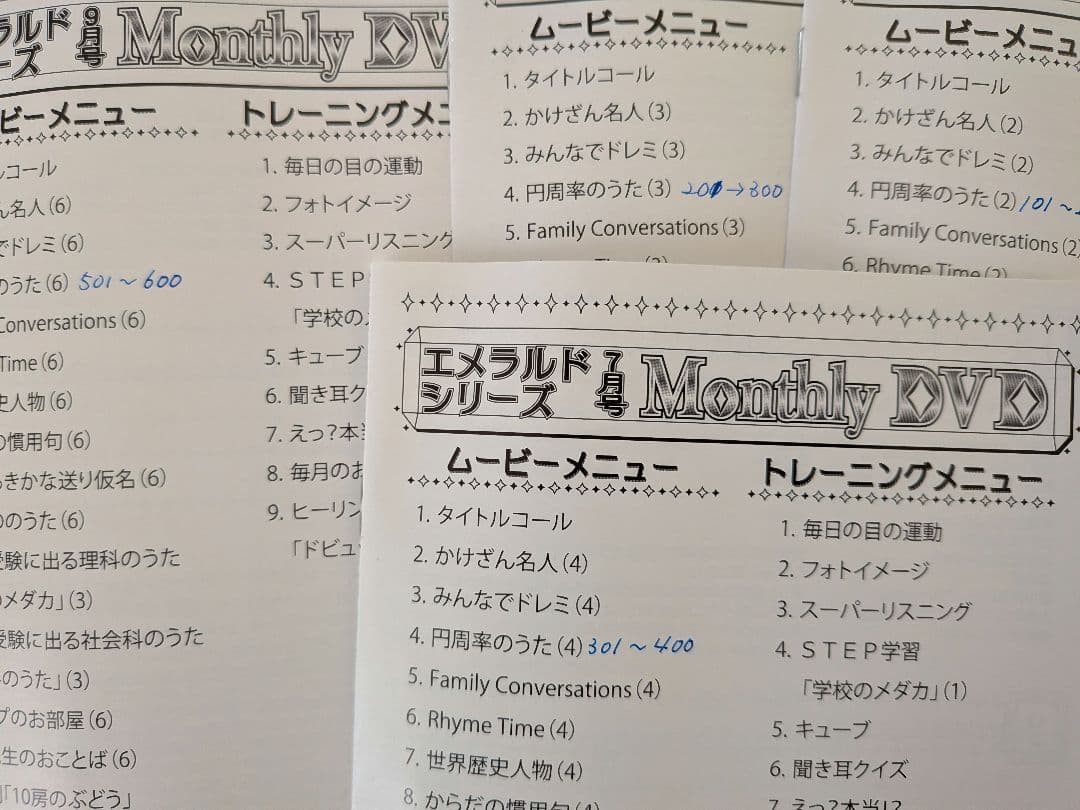 ラルド
ーズ
9月号
Monthly DV
ビーメニュー
ルコール
ん名人(6)
でドレミ(6)
のうた(6) 501～600
Conversations(6)
Time(6)
史人物(6)
の慣用句(6)
きかな送り仮名(6)
のうた(6)
受験に出る理科のうた
のメダカ」(3)
受験に出る社会科のうた
のうた」(3)
プのお部屋(6)
生のおことば(6)
「10房のぶどう」
トレーニングメニ
1. 毎日の目の運動
2. フォトイメージ
3. スーパーリスニング
4. STEP
「学校の
5. キューブ
6. 聞き耳ク
7. えっ?本当
8. 毎月のお
9. ヒーリン
「ドビュッ
ムービーメニュー
1. タイトルコール
2. かけざん名人(3)
3. みんなでドレミ(3)
4. 円周率のうた(3) 201→300
5. Family Conversations(3)
ムービーメニュ
1. タイトルコール
2. かけざん名人(2)
3. みんなでドレミ(2)
4. 円周率のうた(2) 101～
5. Family Conversations(2)
6. Rhyme Time(2)
エメラルド
シリーズ
7月号
Monthly DVD
ムービーメニュー
1. タイトルコール
2. かけざん名人(4)
3. みんなでドレミ(4)
4. 円周率のうた(4) 301～400
5. Family Conversations(4)
6. Rhyme Time(4)
7. 世界歴史人物(4)
8. からだの慣用句(4)
トレーニングメニュー
1. 毎日の目の運動
2. フォトイメージ
3. スーパーリスニング
4. STEP学習
「学校のメダカ」(1)
5. キューブ
6. 聞き耳クイズ
7. えっ?本当!?